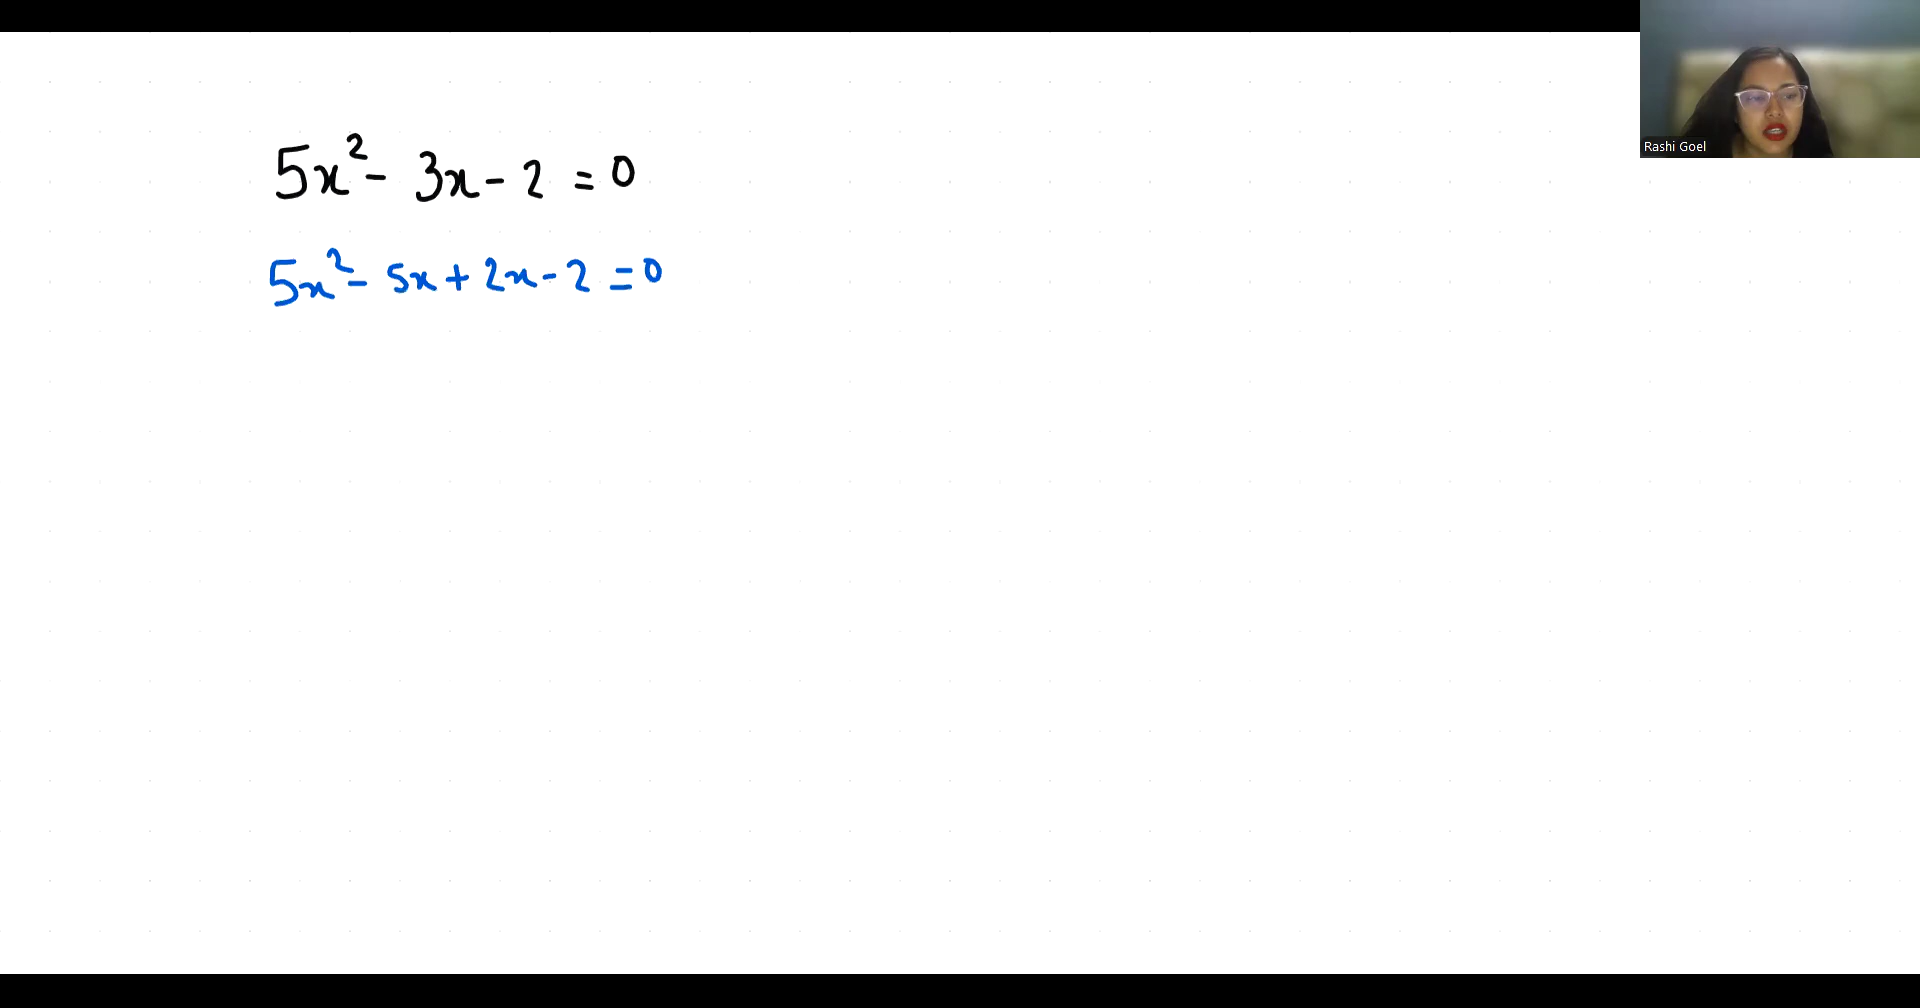 5x² - 3x - 2 = 0
5x² - 5x + 2x - 2 = 0
Rashi Goel